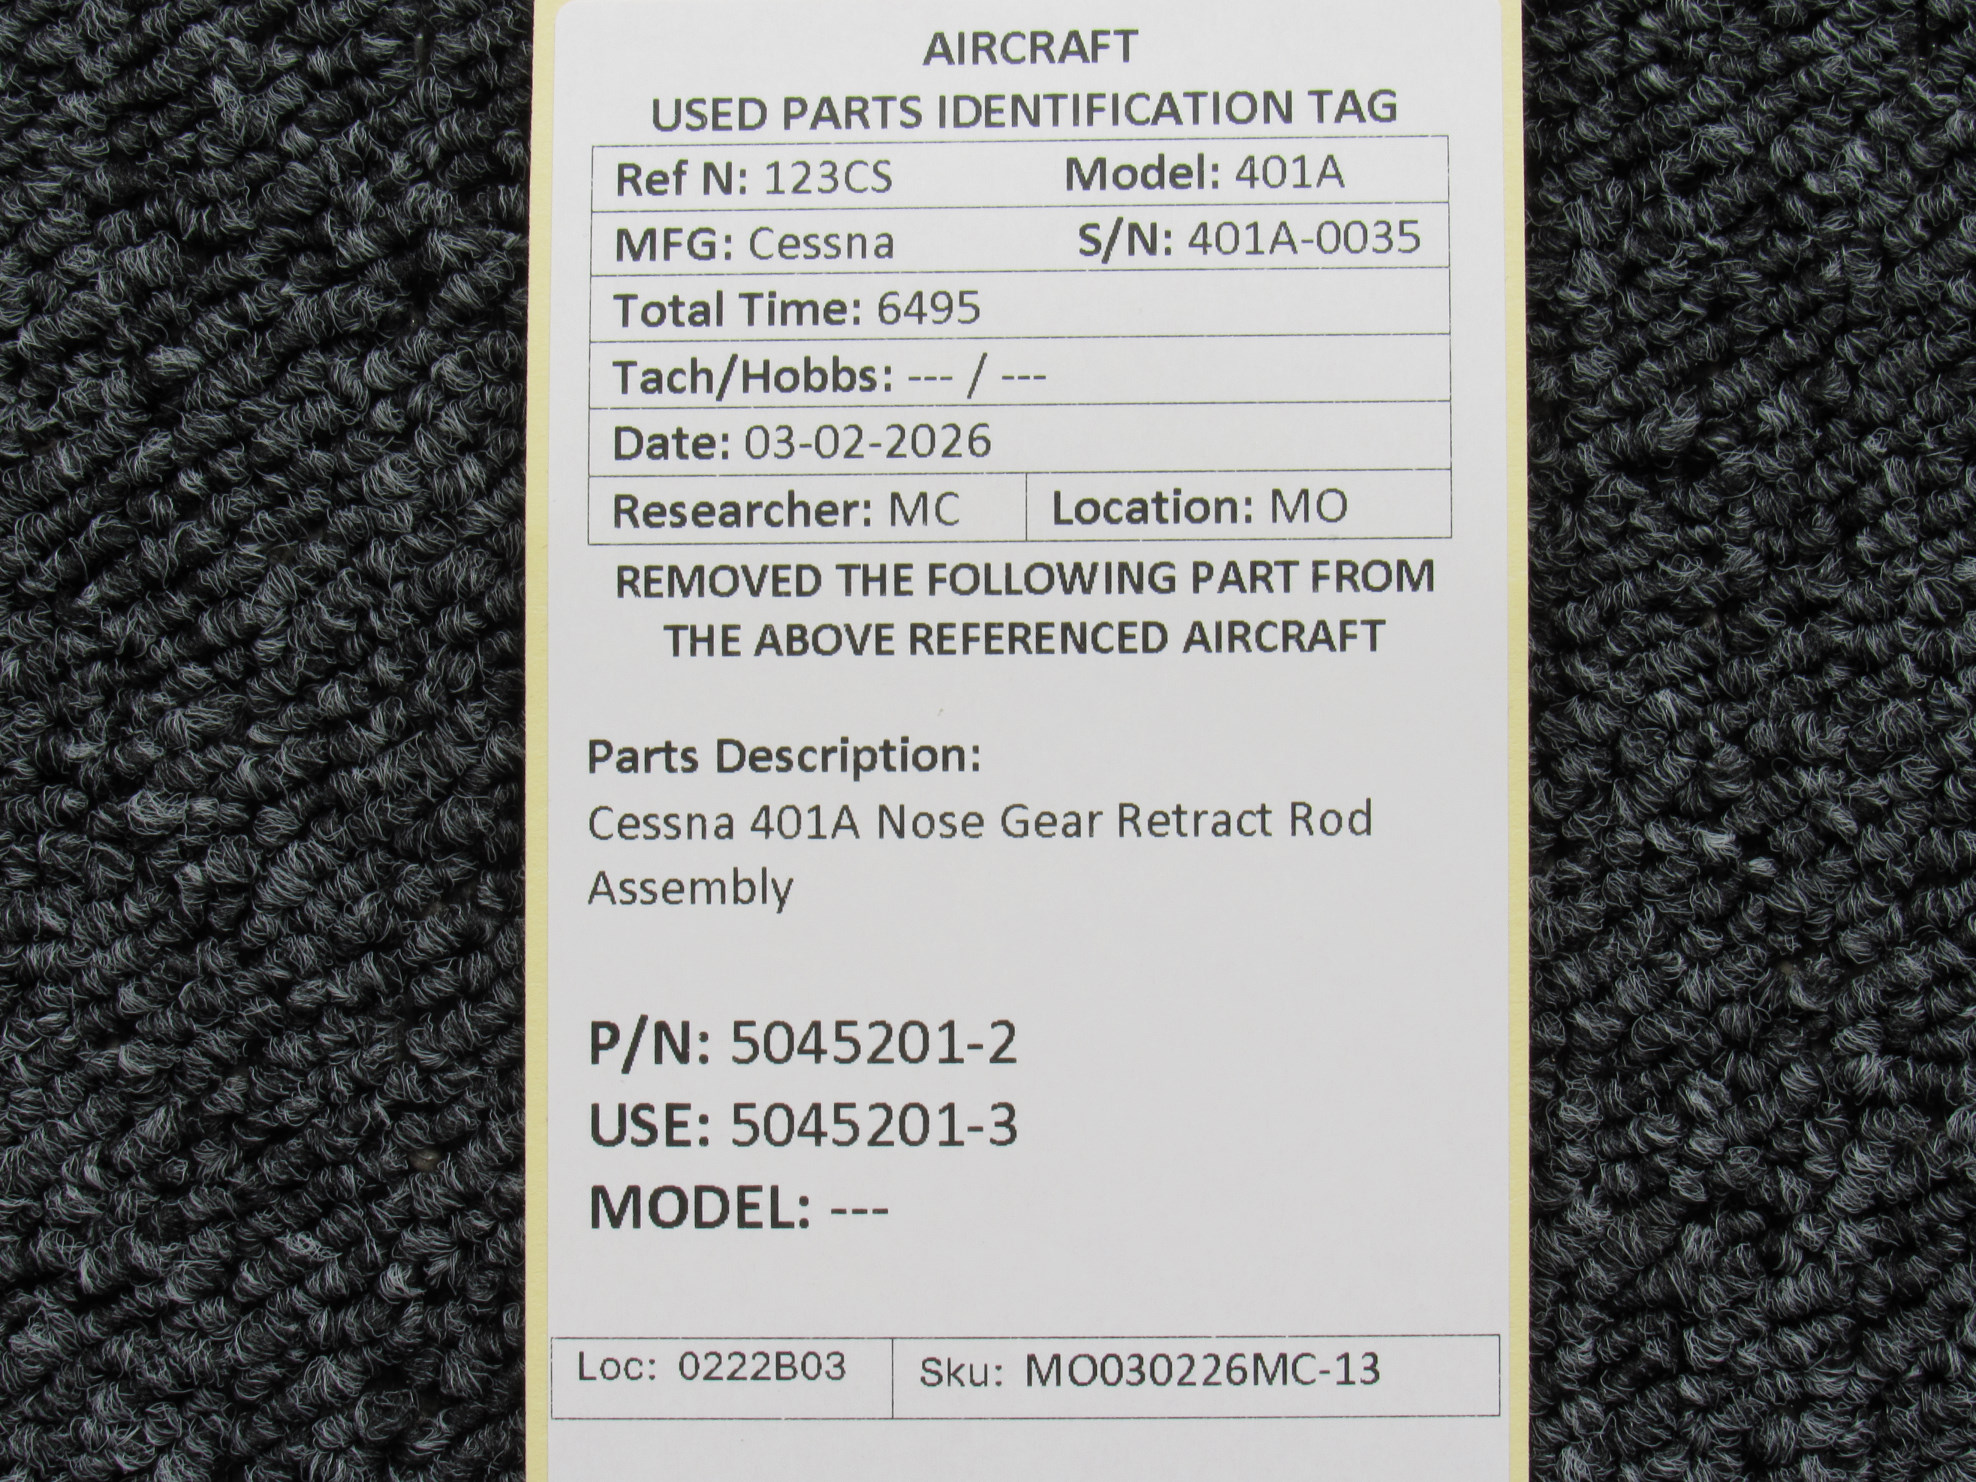 AIRCRAFT
USED PARTS IDENTIFICATION TAG
Ref N: 123CS Model: 401A
MFG: Cessna S/N: 401A-0035
Total Time: 6495
Tach/Hobbs: --- / ---
Date: 03-02-2026
Researcher: MC Location: MO
REMOVED THE FOLLOWING PART FROM
THE ABOVE REFERENCED AIRCRAFT
Parts Description:
Cessna 401A Nose Gear Retract Rod
Assembly
P/N: 5045201-2
USE: 5045201-3
MODEL: ---
Loc: 0222B03 Sku: MO030226MC-13